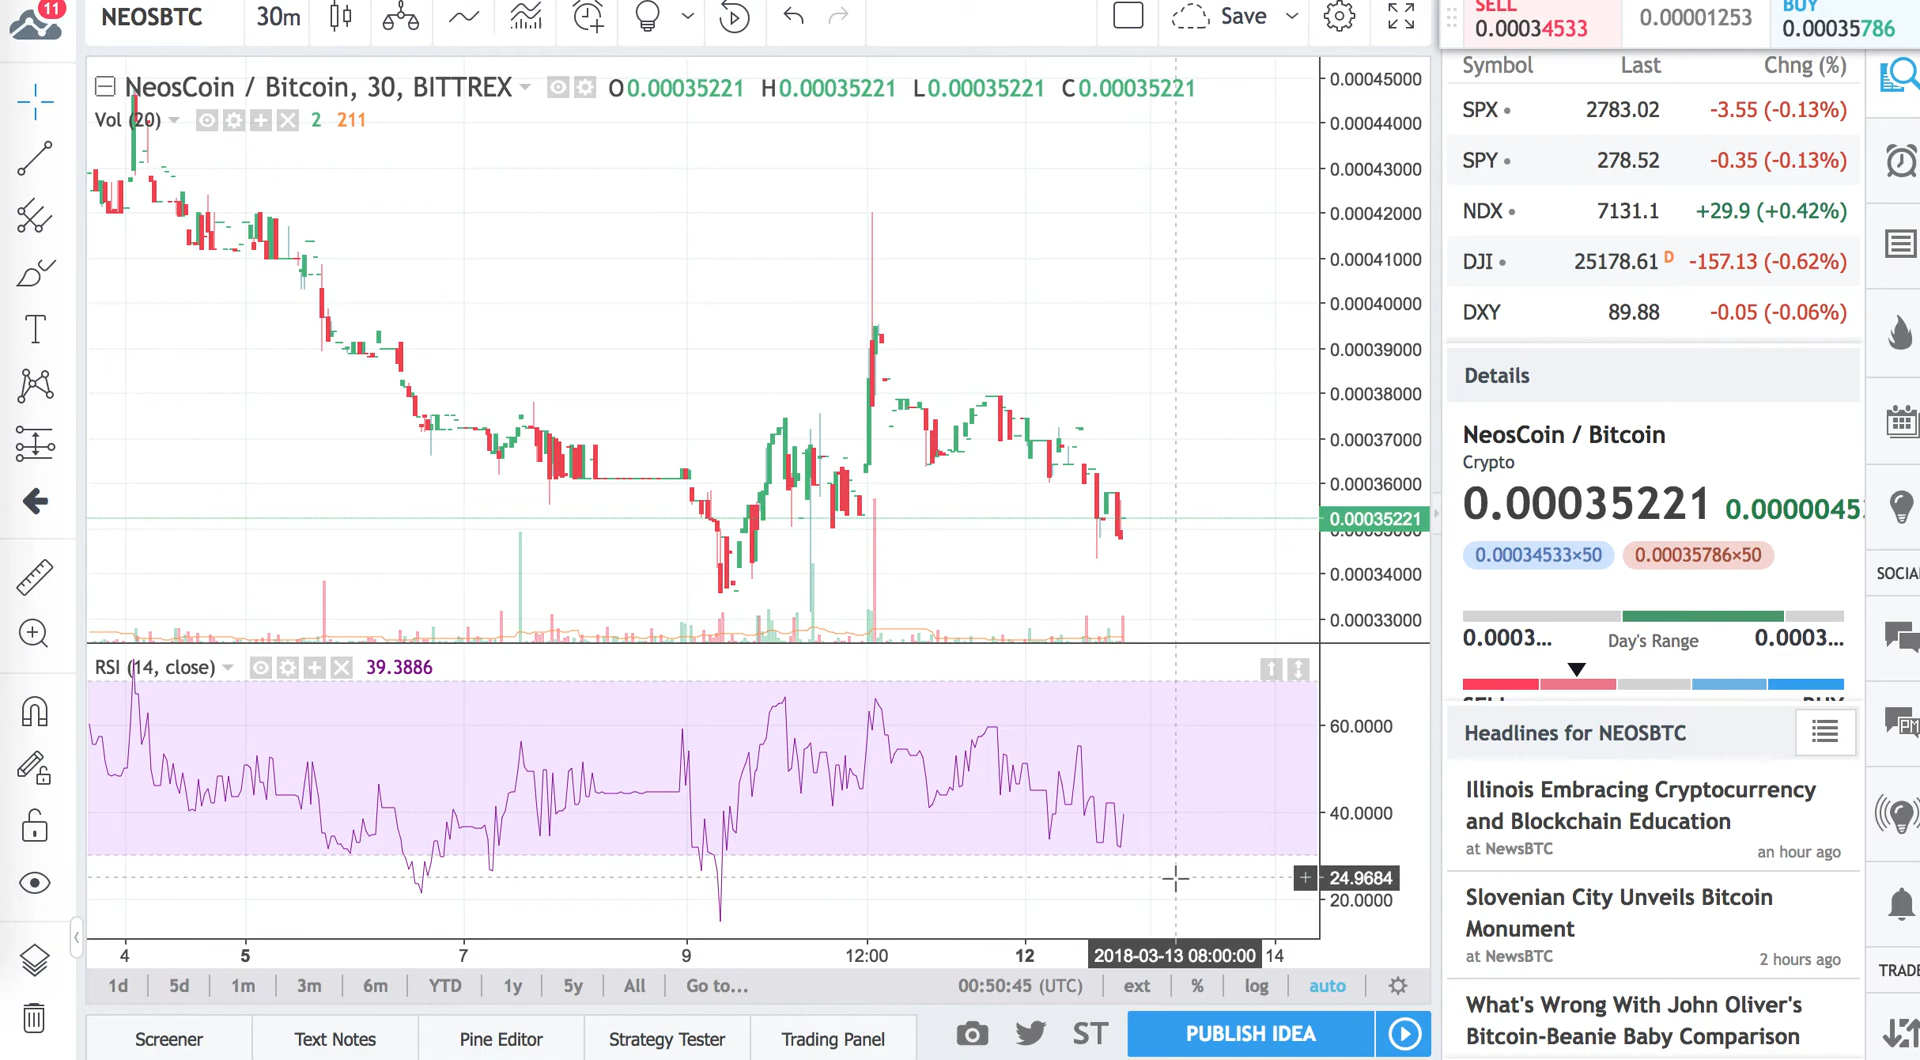 11
NEOSBTC
30m
Save
SELL
0.00034533
0.00001253
BUY
0.00035786
NeosCoin / Bitcoin, 30, BITTREX
O0.00035221 H0.00035221 L0.00035221 C0.00035221
Vol (20)
2 211
0.00045000
0.00044000
0.00043000
0.00042000
0.00041000
0.00040000
0.00039000
0.00038000
0.00037000
0.00036000
0.00035221
0.00034000
0.00033000
RSI (14, close)
39.3886
60.0000
40.0000
24.9684
20.0000
4 5 7 9 12:00 12 2018-03-13 08:00:00 14
1d 5d 1m 3m 6m YTD 1y 5y All Go to...
00:50:45 (UTC) ext % log auto
Screener
Text Notes
Pine Editor
Strategy Tester
Trading Panel
ST
PUBLISH IDEA
Symbol Last Chng (%)
SPX 2783.02 -3.55 (-0.13%)
SPY 278.52 -0.35 (-0.13%)
NDX 7131.1 +29.9 (+0.42%)
DJI 25178.61 D -157.13 (-0.62%)
DXY 89.88 -0.05 (-0.06%)
Details
NeosCoin / Bitcoin
Crypto
0.00035221 0.0000045
0.00034533×50 0.00035786×50
0.0003... Day's Range 0.0003...
Headlines for NEOSBTC
Illinois Embracing Cryptocurrency
and Blockchain Education
at NewsBTC
an hour ago
Slovenian City Unveils Bitcoin
Monument
at NewsBTC
2 hours ago
What's Wrong With John Oliver's
Bitcoin-Beanie Baby Comparison
SOCIA
TRADE